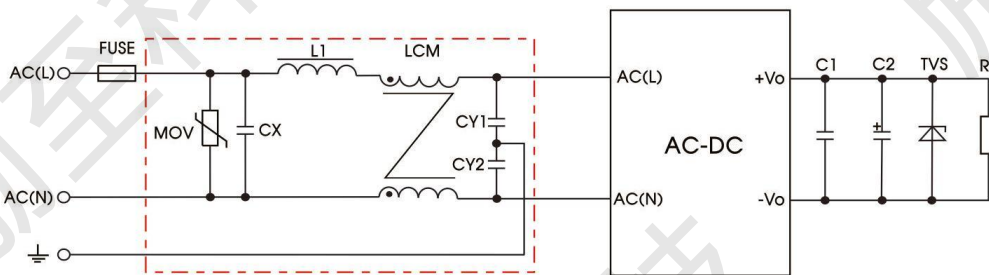 FUSE
L1
LCM
AC(L)
AC(L)
+Vo
C1
C2
TVS
R
MOV
CX
CY1
CY2
+
AC-DC
AC(N)
AC(N)
-Vo